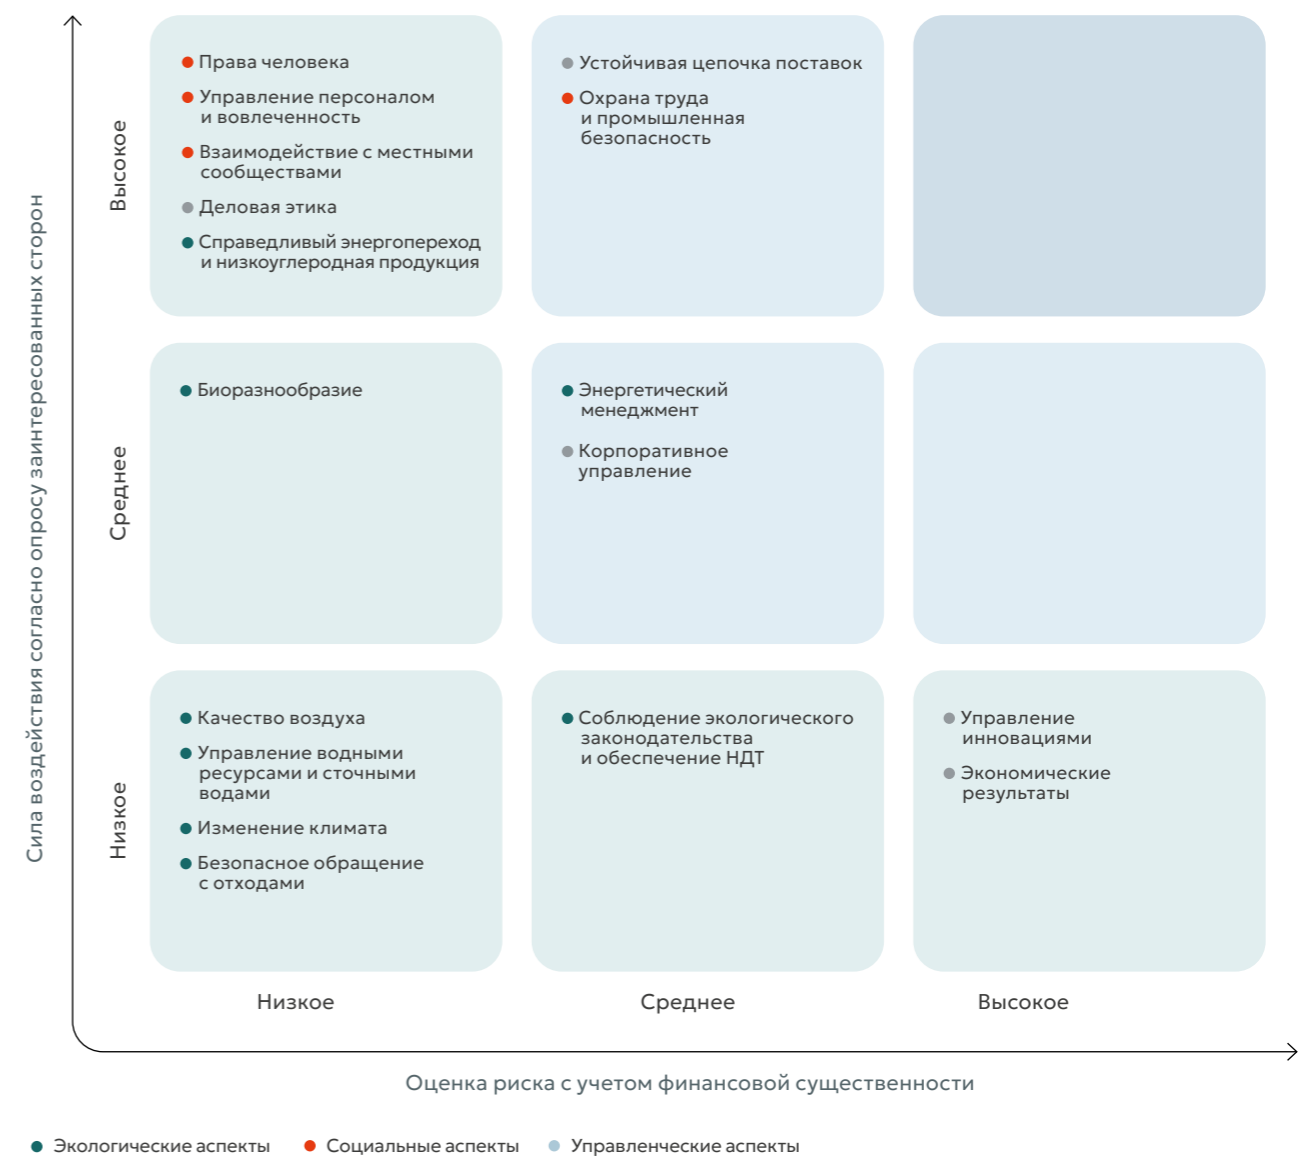 Сила воздействия согласно опросу заинтересованных сторон
Высокое
Права человека
Управление персоналом
и вовлеченность
Взаимодействие с местными
сообществами
Деловая этика
Справедливый энергопереход
и низкоуглеродная продукция
Устойчивая цепочка поставок
Охрана труда
и промышленная
безопасность
Среднее
Биоразнообразие
Энергетический
менеджмент
Корпоративное
управление
Низкое
Качество воздуха
Управление водными
ресурсами и сточными
водами
Изменение климата
Безопасное обращение
с отходами
Соблюдение экологического
законодательства
и обеспечение НДТ
Управление
инновациями
Экономические
результаты
Низкое
Среднее
Высокое
Оценка риска с учетом финансовой существенности
Экологические аспекты
Социальные аспекты
Управленческие аспекты